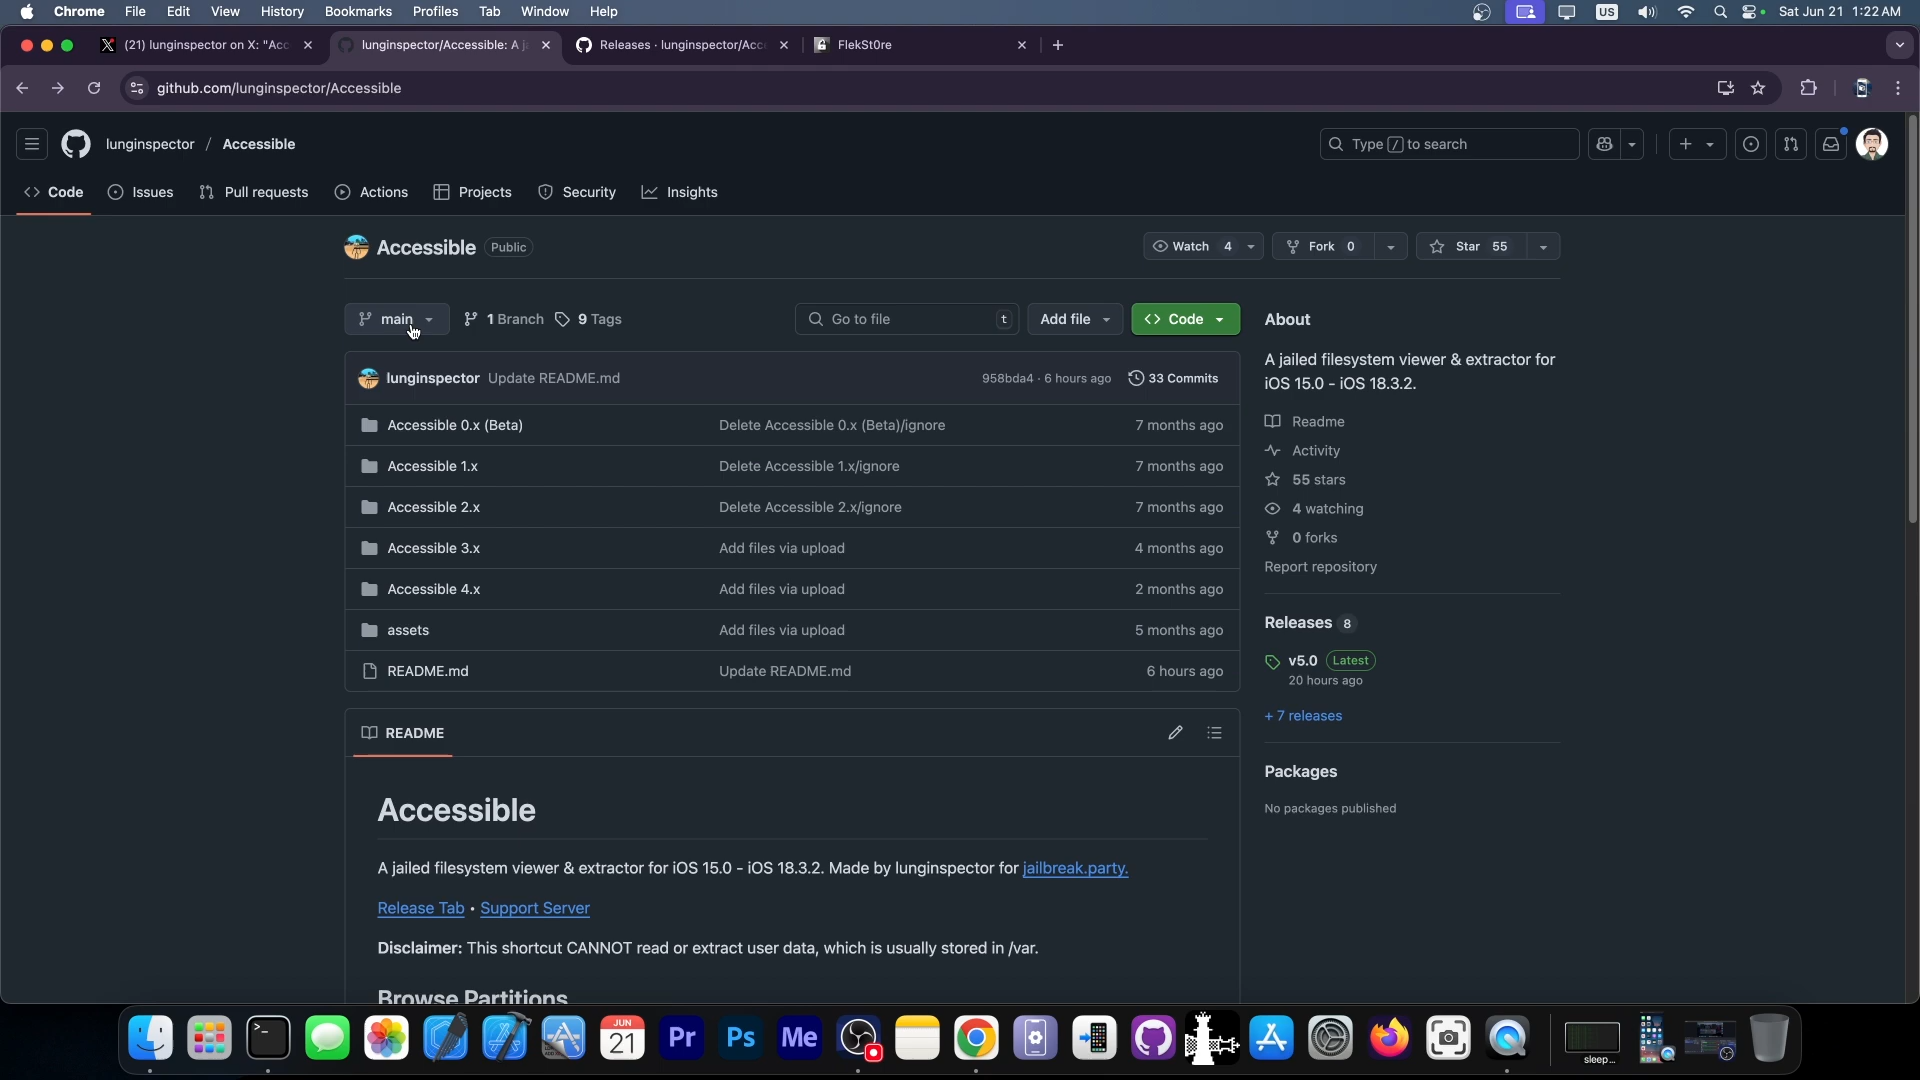 Chrome File Edit View History Bookmarks Profiles Tab Window Help US Sat Jun 21 1:22 AM
(21) lunginspector on X: "Acc lunginspector/Accessible: A j Releases · lunginspector/Acc FlekSt0re
github.com/lunginspector/Accessible
lunginspector / Accessible Type / to search
Code Issues Pull requests Actions Projects Security Insights
Accessible Public Watch 4 Fork 0 Star 55
main 1 Branch 9 Tags Go to file t Add file Code
lunginspector Update README.md 958bda4 · 6 hours ago 33 Commits
Accessible 0.x (Beta) Delete Accessible 0.x (Beta)/ignore 7 months ago
Accessible 1.x Delete Accessible 1.x/ignore 7 months ago
Accessible 2.x Delete Accessible 2.x/ignore 7 months ago
Accessible 3.x Add files via upload 4 months ago
Accessible 4.x Add files via upload 2 months ago
assets Add files via upload 5 months ago
README.md Update README.md 6 hours ago
README
Accessible
A jailed filesystem viewer & extractor for iOS 15.0 - iOS 18.3.2. Made by lunginspector for jailbreak.party.
Release Tab • Support Server
Disclaimer: This shortcut CANNOT read or extract user data, which is usually stored in /var.
Browse Partitions
About
A jailed filesystem viewer & extractor for
iOS 15.0 - iOS 18.3.2.
Readme
Activity
55 stars
4 watching
0 forks
Report repository
Releases 8
v5.0 Latest
20 hours ago
+ 7 releases
Packages
No packages published
JUN
21
Pr
Ps
Me
sleep...